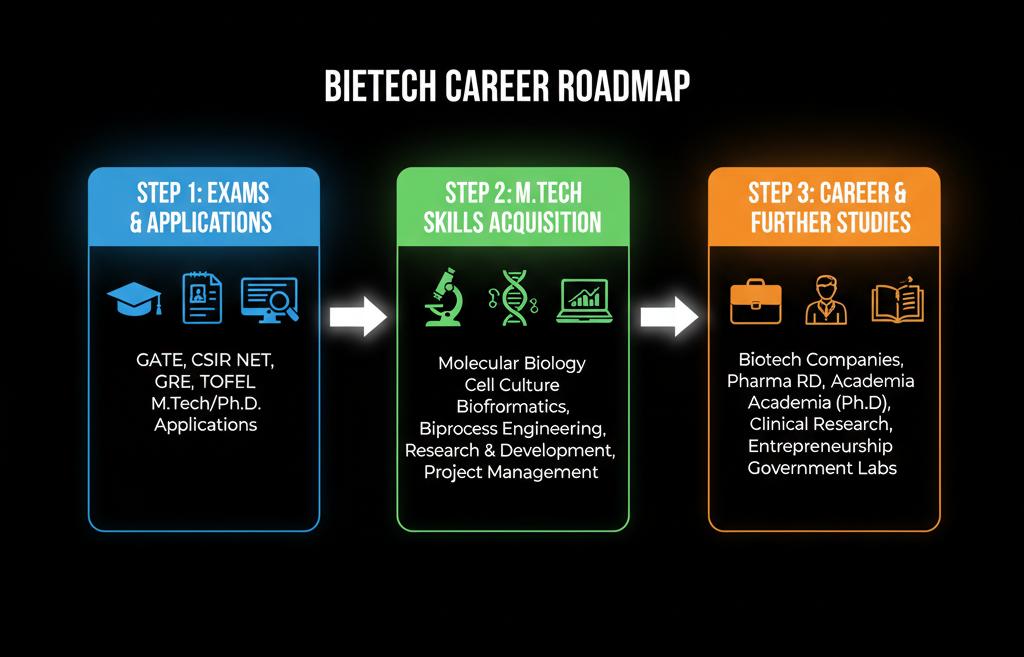 BIETECH CAREER ROADMAP
STEP 1: EXAMS
& APPLICATIONS
GATE, CSIR NET,
GRE, TOFEL
M.Tech/Ph.D.
Applications
STEP 2: M.TECH
SKILLS ACQUISITION
Molecular Biology
Cell Culture
Biofrormatics,
Biprocess Engineering,
Research & Development,
Project Management
STEP 3: CAREER &
FURTHER STUDIES
Biotech Companies,
Pharma RD, Academia
Academia (Ph.D),
Clinical Research,
Entrepreneurship
Government Labs